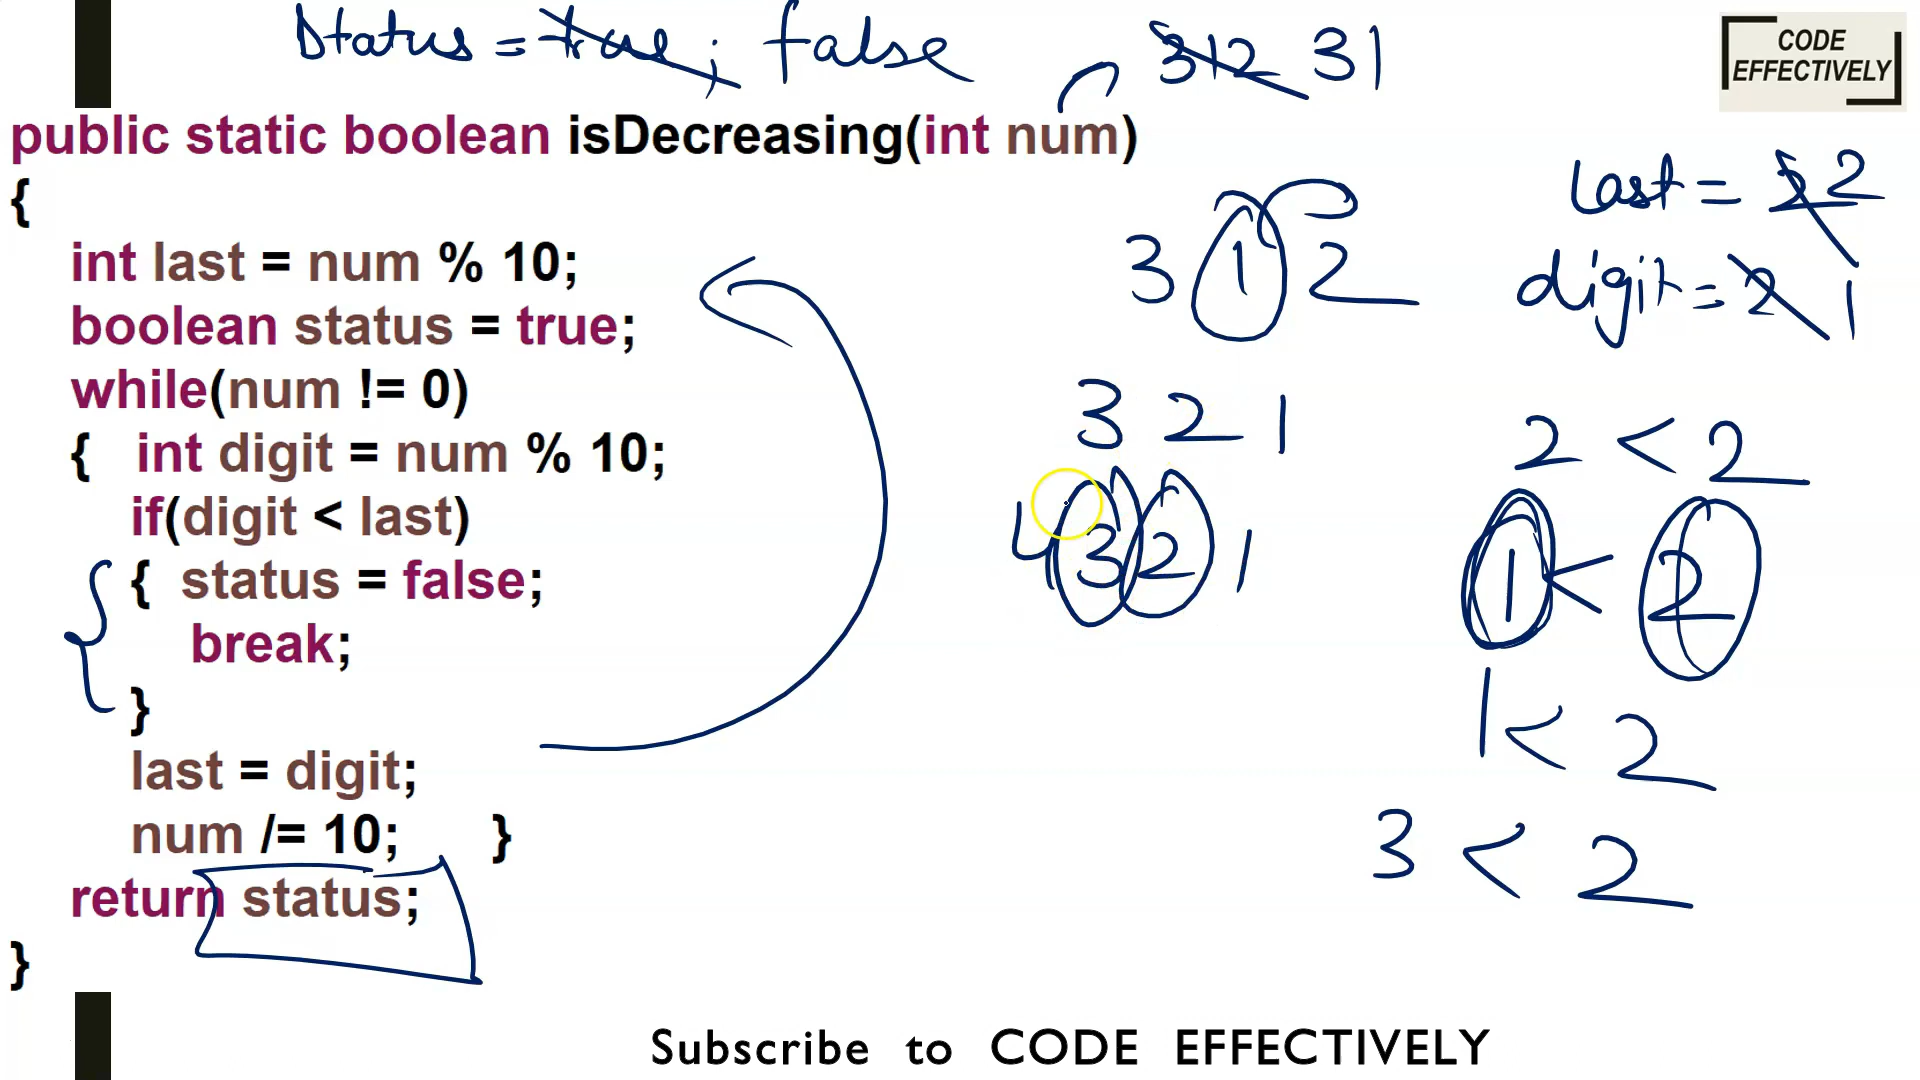 Status = true; false
312 31
CODE
EFFECTIVELY
public static boolean isDecreasing(int num)
{
last = 2
3 1 2
digit = 2 1
int last = num % 10;
boolean status = true;
while(num != 0)
3 2 1
2 < 2
{ int digit = num % 10;
if(digit < last)
4 3 2 1
1 < 2
{ status = false;
break;
}
1 < 2
last = digit;
num /= 10; }
3 < 2
return status;
}
Subscribe to CODE EFFECTIVELY